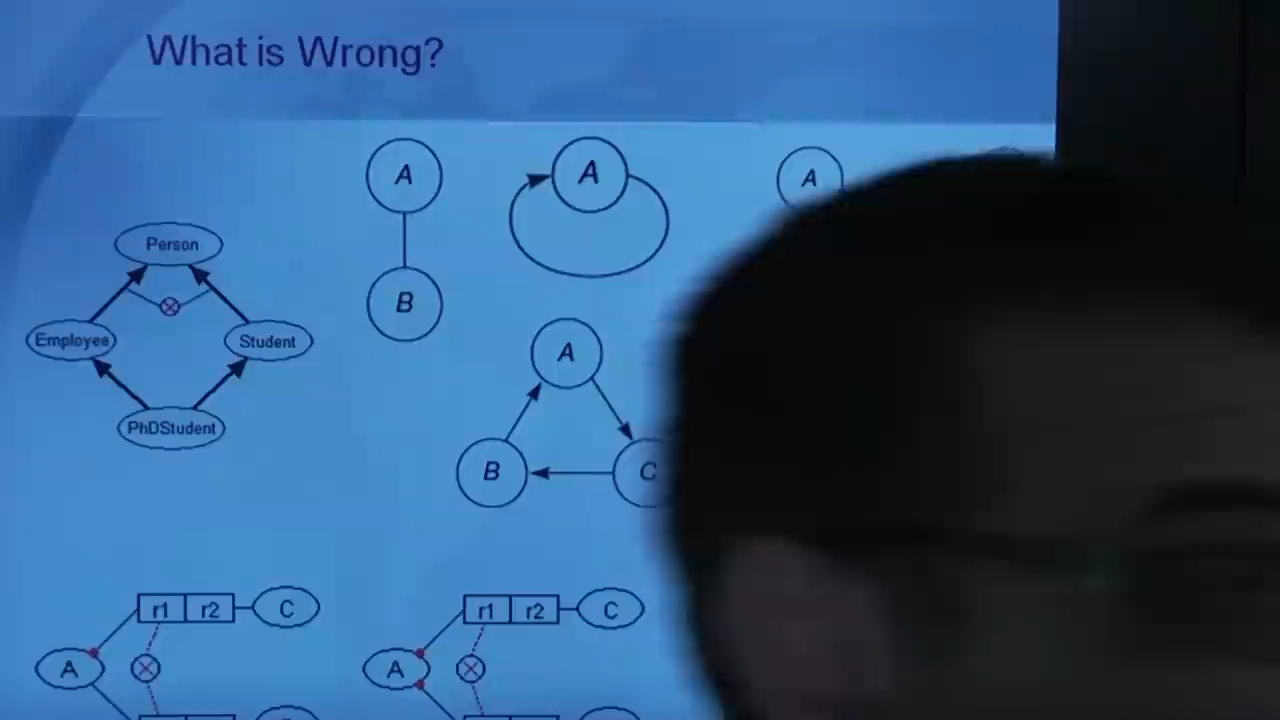 What is Wrong?
A
A
A
Person
B
Employee
Student
A
PhDStudent
B
C
r1 r2 C
r1 r2 C
A
A